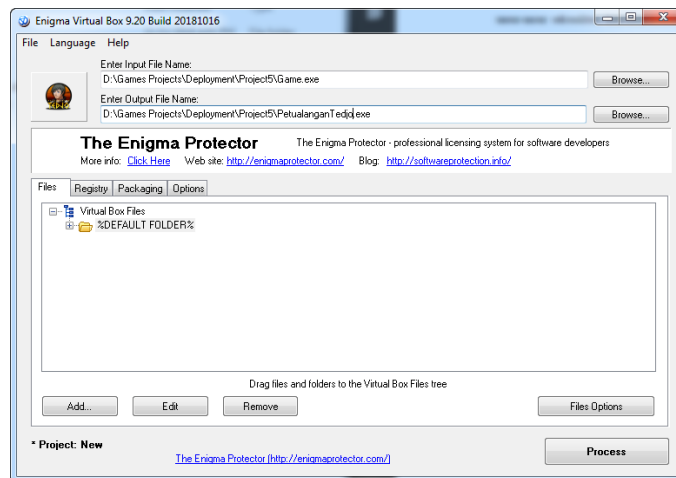 Enigma Virtual Box 9.20 Build 20181016
File Language Help
Enter Input File Name:
D:\Games Projects\Deployment\Project5\Game.exe
Browse...
Enter Output File Name:
D:\Games Projects\Deployment\Project5\PetualanganTedjo.exe
Browse...
The Enigma Protector The Enigma Protector - professional licensing system for software developers
More info: Click Here Web site: http://enigmaprotector.com/ Blog: http://softwareprotection.info/
Files Registry Packaging Options
Virtual Box Files
%DEFAULT FOLDER%
Drag files and folders to the Virtual Box Files tree
Add... Edit Remove Files Options
* Project: New
The Enigma Protector (http://enigmaprotector.com/)
Process